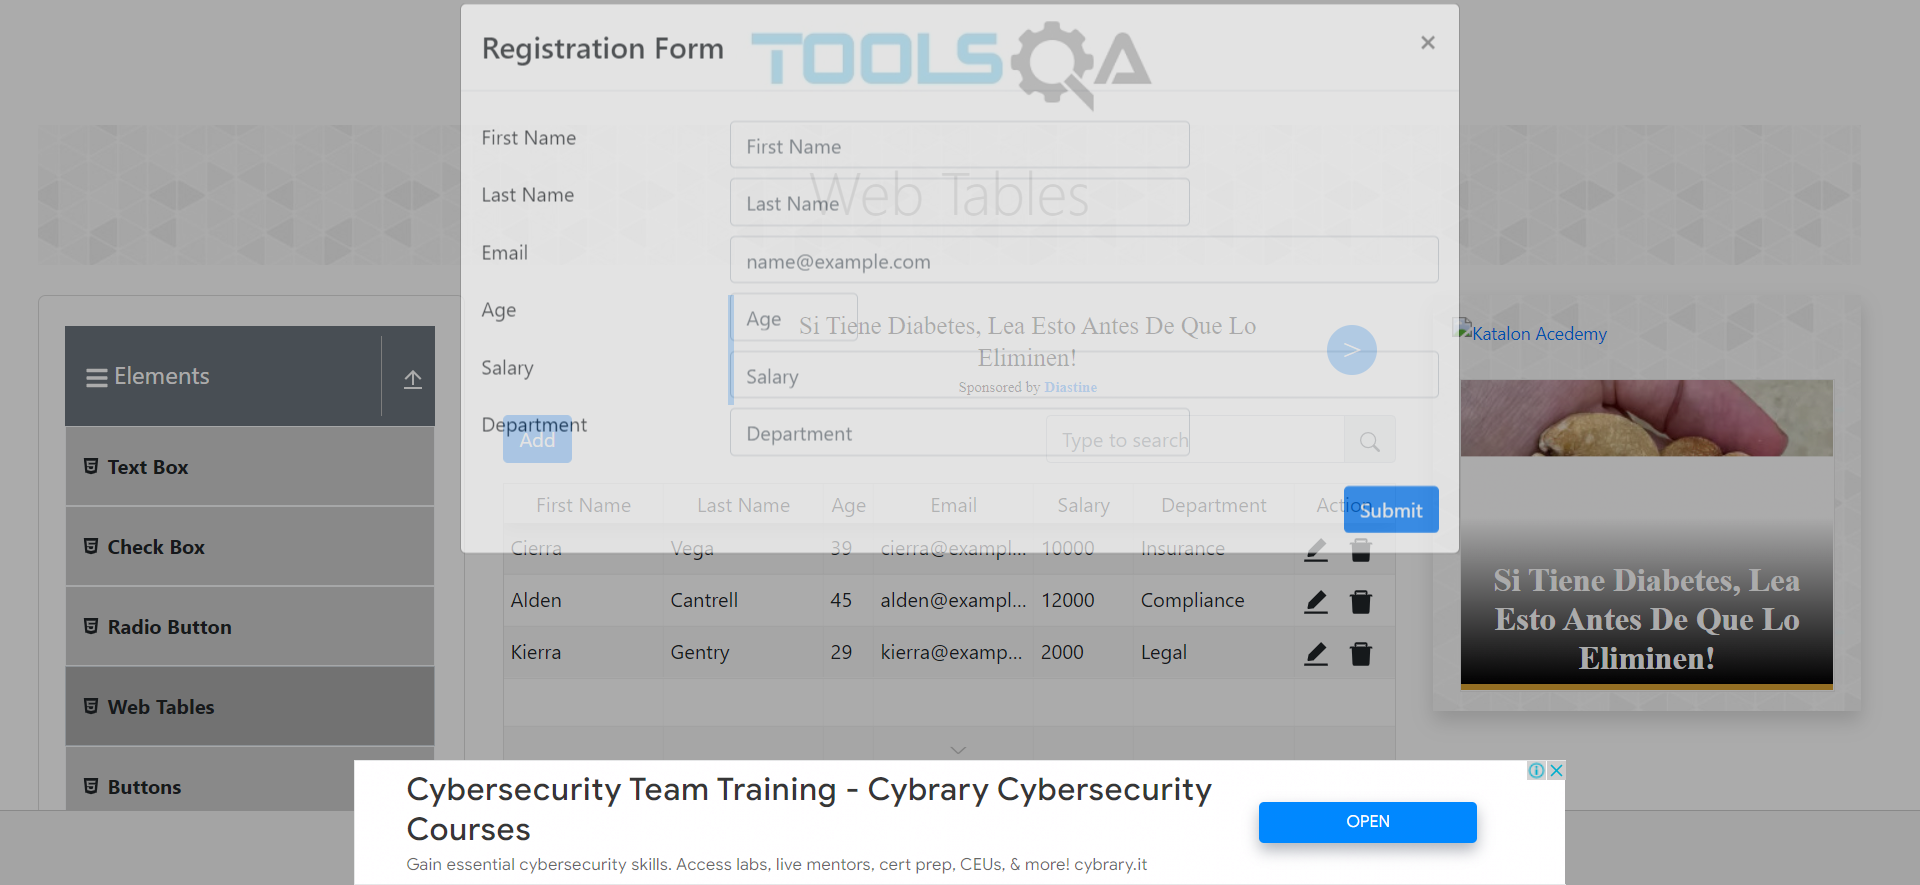 Registration Form
TOOLSQA
×
First Name
First Name
Last Name
Last Name
Web Tables
Email
name@example.com
Age
Age
Si Tiene Diabetes, Lea Esto Antes De Que Lo
Eliminen!
>
Sponsored by Diastine
Salary
Salary
Department
Department
Add
Type to search
Submit
First Name Last Name Age Email Salary Department Action
Cierra Vega 39 cierra@exampl... 10000 Insurance
Alden Cantrell 45 alden@exampl... 12000 Compliance
Kierra Gentry 29 kierra@examp... 2000 Legal
Elements
Text Box
Check Box
Radio Button
Web Tables
Buttons
Katalon Acedemy
Si Tiene Diabetes, Lea
Esto Antes De Que Lo
Eliminen!
Cybersecurity Team Training - Cybrary Cybersecurity
Courses
Gain essential cybersecurity skills. Access labs, live mentors, cert prep, CEUs, & more! cybrary.it
OPEN